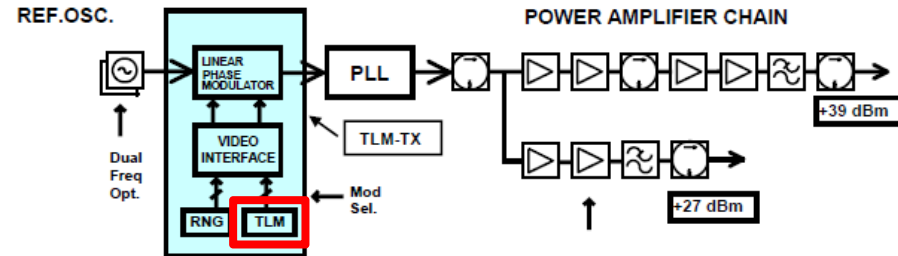 REF.OSC.
POWER AMPLIFIER CHAIN
LINEAR
PHASE
MODULATOR
PLL
+39 dBm
TLM-TX
VIDEO
INTERFACE
Dual
Freq
Opt.
Mod
Sel.
RNG
TLM
+27 dBm